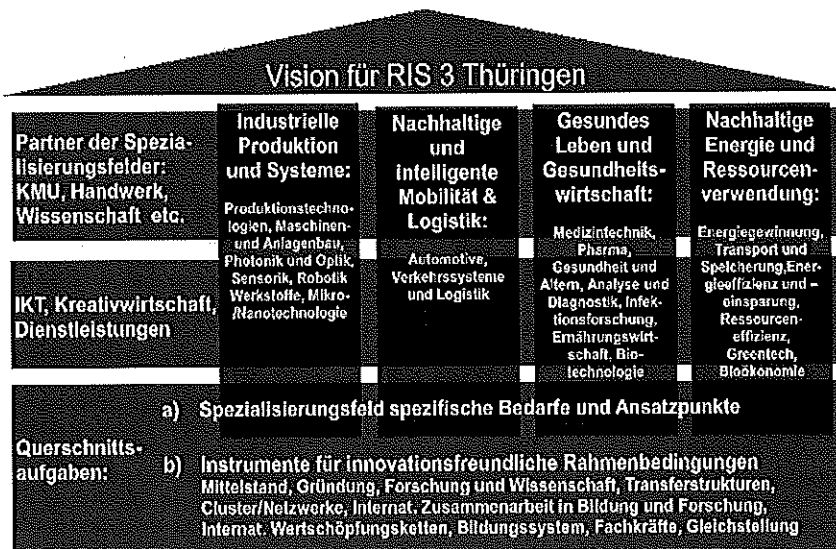 Vision für RIS 3 Thüringen
Partner der Spezia-
lisierungsfelder:
KMU, Handwerk,
Wissenschaft etc.
Industrielle
Produktion
und Systeme:
Produktionstechno-
logien, Maschinen-
und Anlagenbau,
Photonik und Optik,
Sensorik, Robotik
Werkstoffe, Mikro-
/Nanotechnologie
Nachhaltige
und
intelligente
Mobilität &
Logistik:
Automotive,
Verkehrssysteme
und Logistik
Gesundes
Leben und
Gesundheits-
wirtschaft:
Medizintechnik,
Pharma,
Gesundheit und
Altern, Analyse und
Diagnostik, Infek-
tionsforschung,
Ernährungswirt-
schaft, Bio-
technologie
Nachhaltige
Energie und
Ressourcen-
verwendung:
Energiegewinnung,
Transport und
Speicherung,Ener-
gieeffizienz und –
einsparung,
Ressourcen-
effizienz,
Greentech,
Bioökonomie
IKT, Kreativwirtschaft,
Dienstleistungen
Querschnitts-
aufgaben:
a) Spezialisierungsfeld spezifische Bedarfe und Ansatzpunkte
b) Instrumente für innovationsfreundliche Rahmenbedingungen
Mittelstand, Gründung, Forschung und Wissenschaft, Transferstrukturen,
Cluster/Netzwerke, Internat. Zusammenarbeit in Bildung und Forschung,
Internat. Wertschöpfungsketten, Bildungssystem, Fachkräfte, Gleichstellung